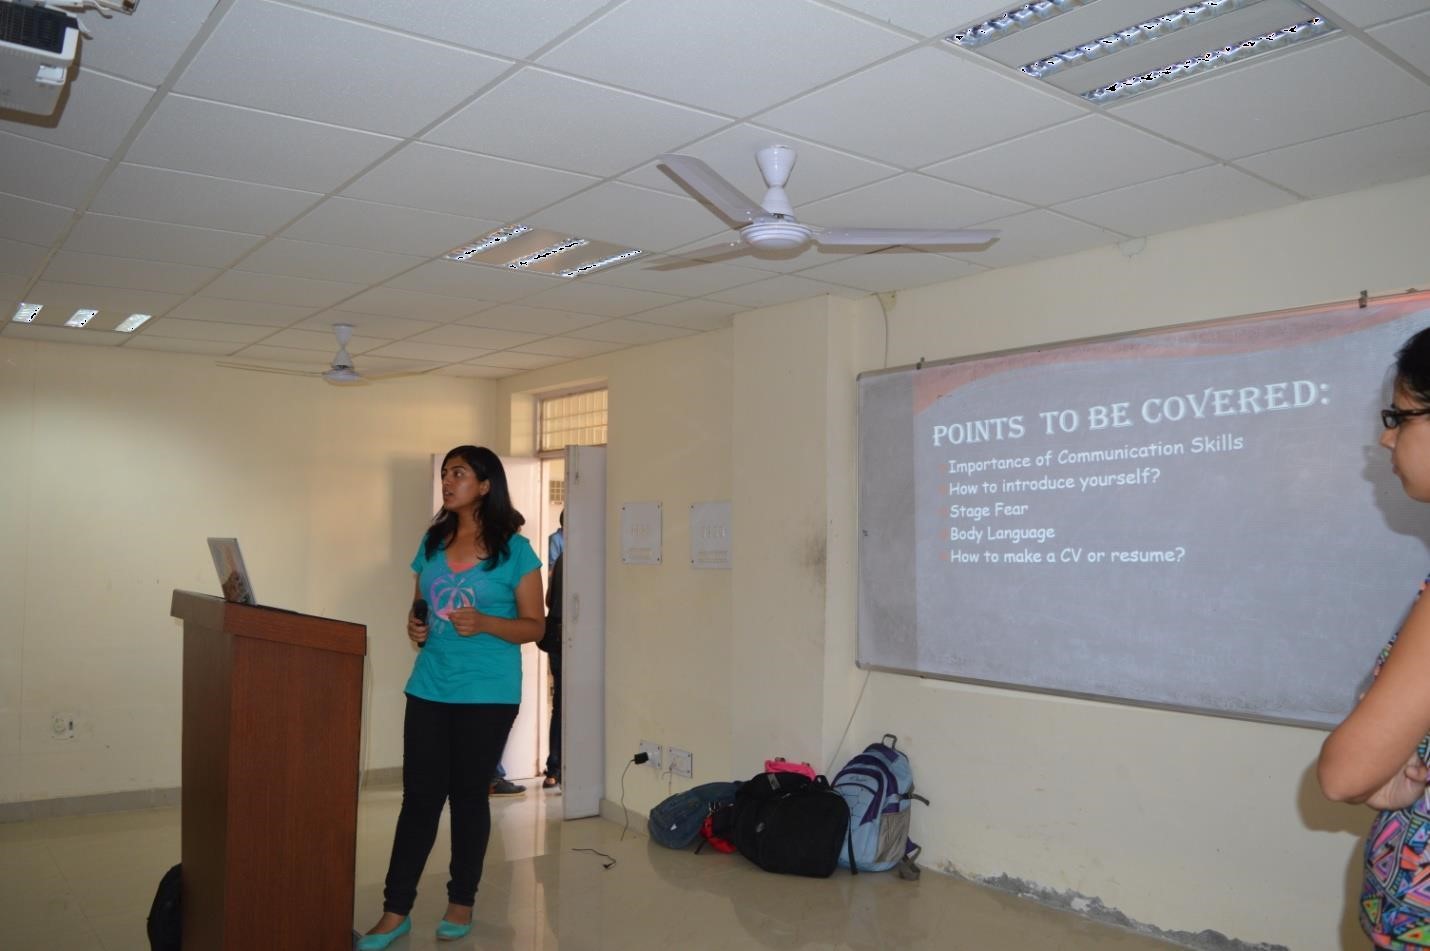 POINTS TO BE COVERED:
Importance of Communication Skills
How to introduce yourself?
Stage Fear
Body Language
How to make a CV or resume?